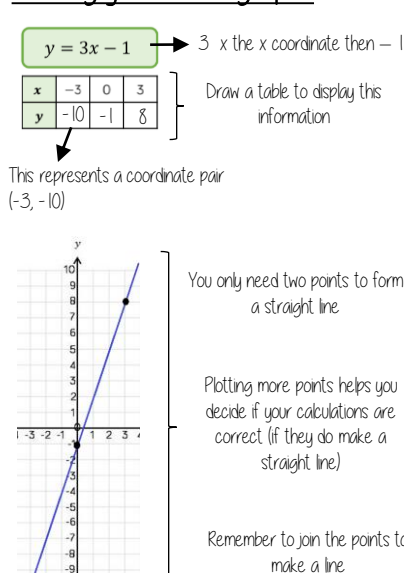 y = 3x − 1
3 x the x coordinate then − 1
x −3 0 3
y -10 -1 8
Draw a table to display this
information
This represents a coordinate pair
(-3, -10)
y
10
9
8
7
6
5
4
3
2
1
0
-3 -2 -1 1 2 3
-1
-2
-3
-4
-5
-6
-7
-8
-9
You only need two points to form
a straight line
Plotting more points helps you
decide if your calculations are
correct (if they do make a
straight line)
Remember to join the points to
make a line